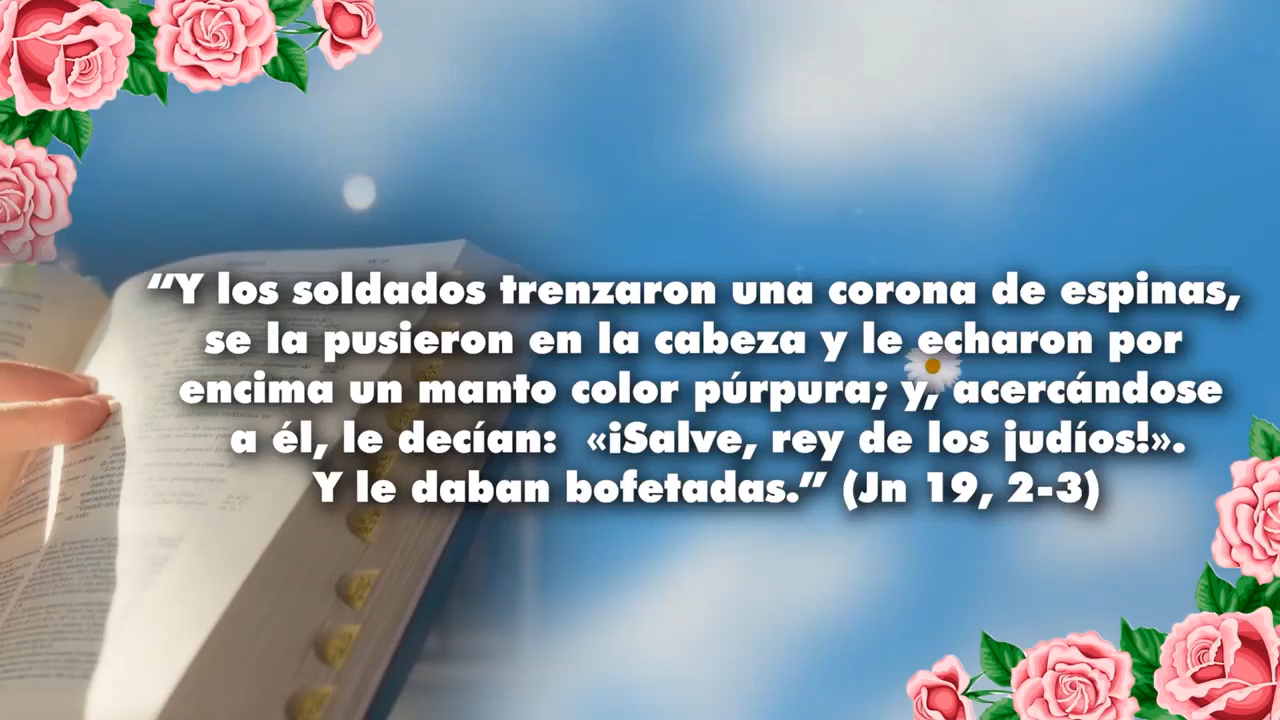 “Y los soldados trenzaron una corona de espinas,
se la pusieron en la cabeza y le echaron por
encima un manto color púrpura; y, acercándose
a él, le decían: «¡Salve, rey de los judíos!».
Y le daban bofetadas.” (Jn 19, 2-3)